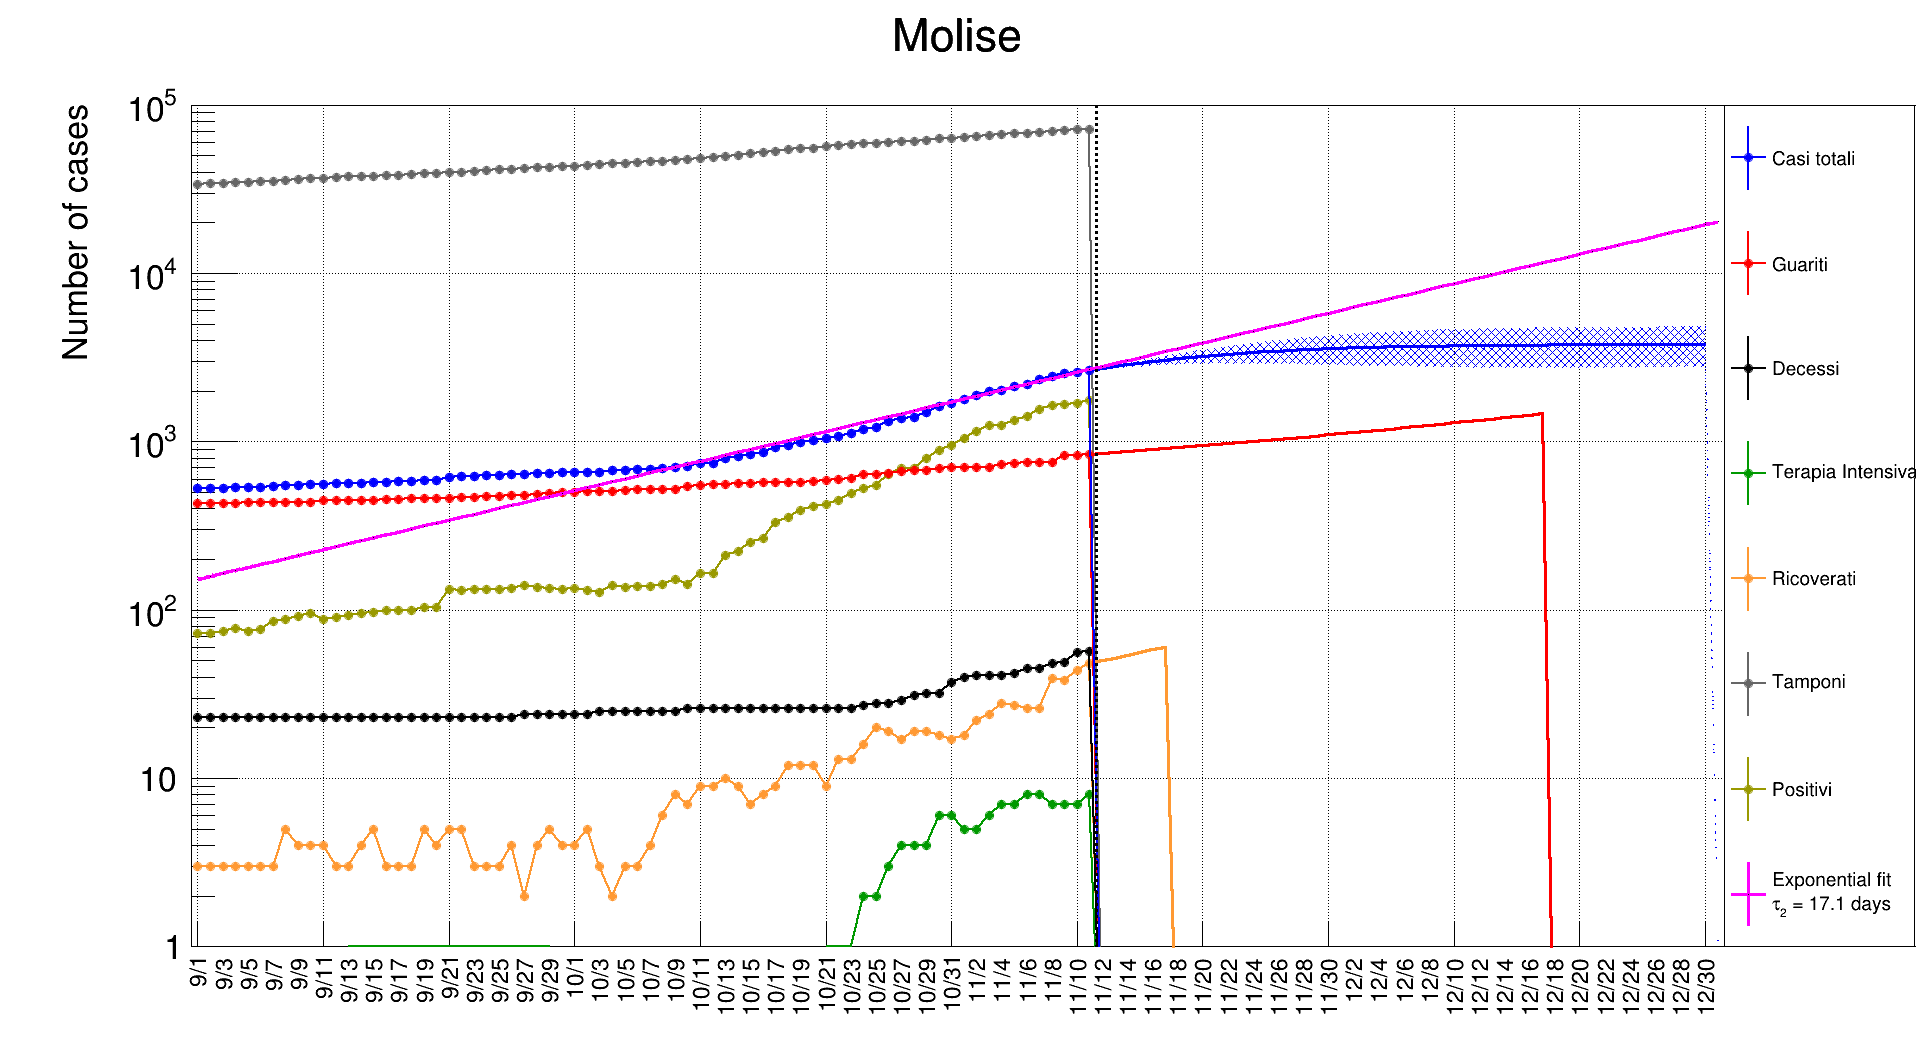 Molise
Number of cases
10^5
10^4
10^3
10^2
10
1
9/1 9/3 9/5 9/7 9/9 9/11 9/13 9/15 9/17 9/19 9/21 9/23 9/25 9/27 9/29 10/1 10/3 10/5 10/7 10/9 10/11 10/13 10/15 10/17 10/19 10/21 10/23 10/25 10/27 10/29 10/31 11/2 11/4 11/6 11/8 11/10 11/12 11/14 11/16 11/18 11/20 11/22 11/24 11/26 11/28 11/30 12/2 12/4 12/6 12/8 12/10 12/12 12/14 12/16 12/18 12/20 12/22 12/24 12/26 12/28 12/30
Casi totali
Guariti
Decessi
Terapia Intensiva
Ricoverati
Tamponi
Positivi
Exponential fit
τ₂ = 17.1 days